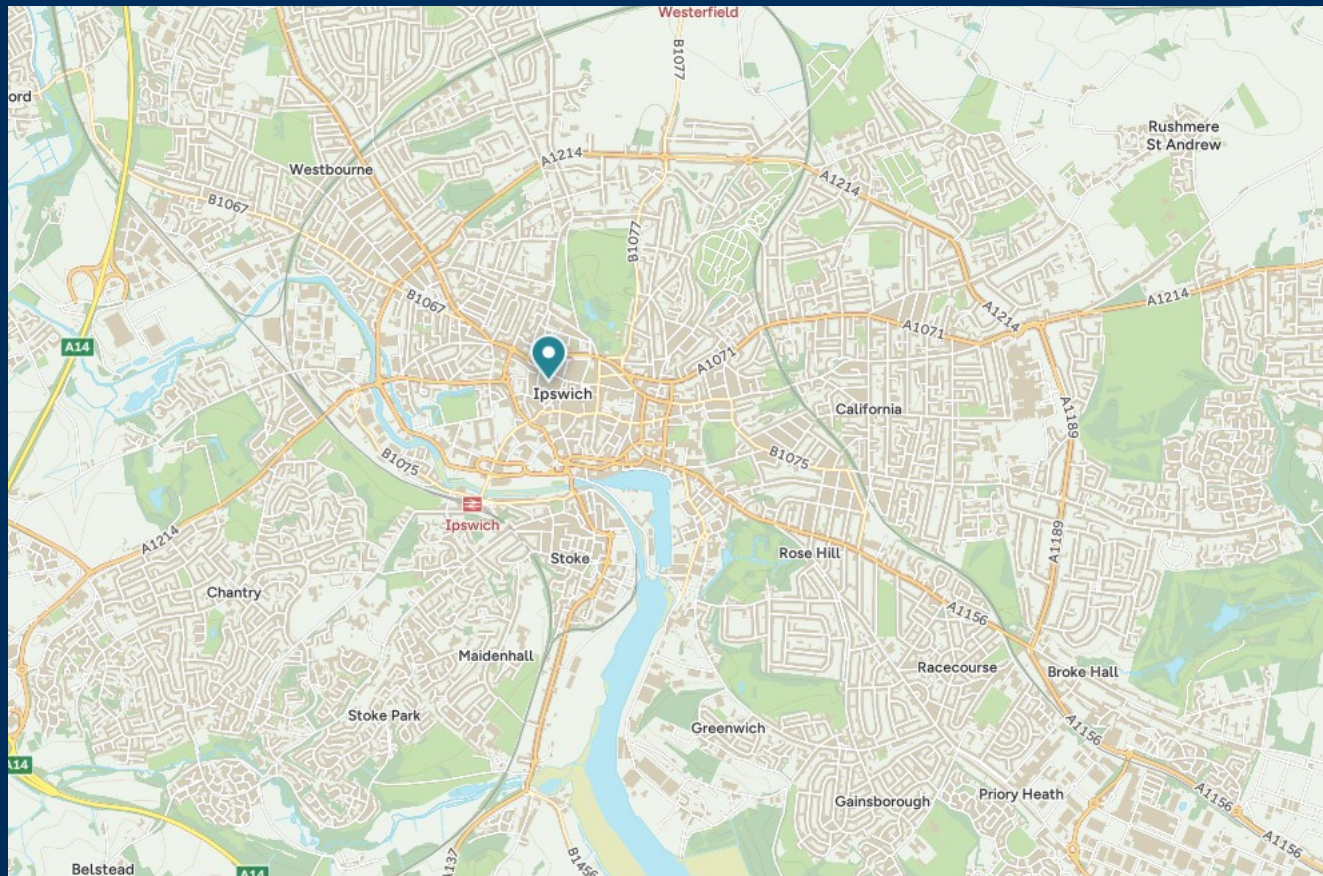 Westerfield
B1077
ord
Rushmere
St Andrew
A1214
Westbourne
A1214
B1067
B1077
A1214
B1067
A1214
A1071
A14
A1071
Ipswich
California
A1189
B1075
B1075
Ipswich
A1214
A1189
Stoke
Rose Hill
Chantry
A1156
Maidenhall
Racecourse
Broke Hall
Stoke Park
Greenwich
A1156
A14
Gainsborough
Priory Heath
A1156
A1156
A137
B1456
Belstead
A14